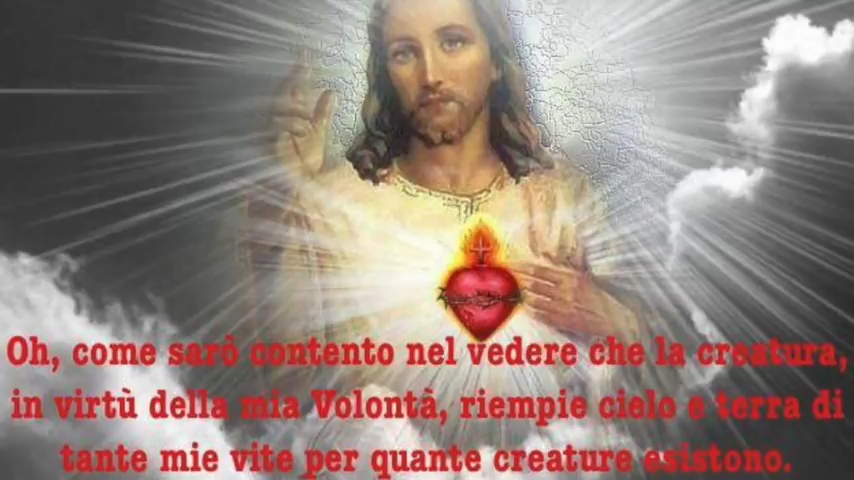 Oh, come sarò contento nel vedere che la creatura,
in virtù della mia Volontà, riempie cielo e terra di
tante mie vite per quante creature esistono.